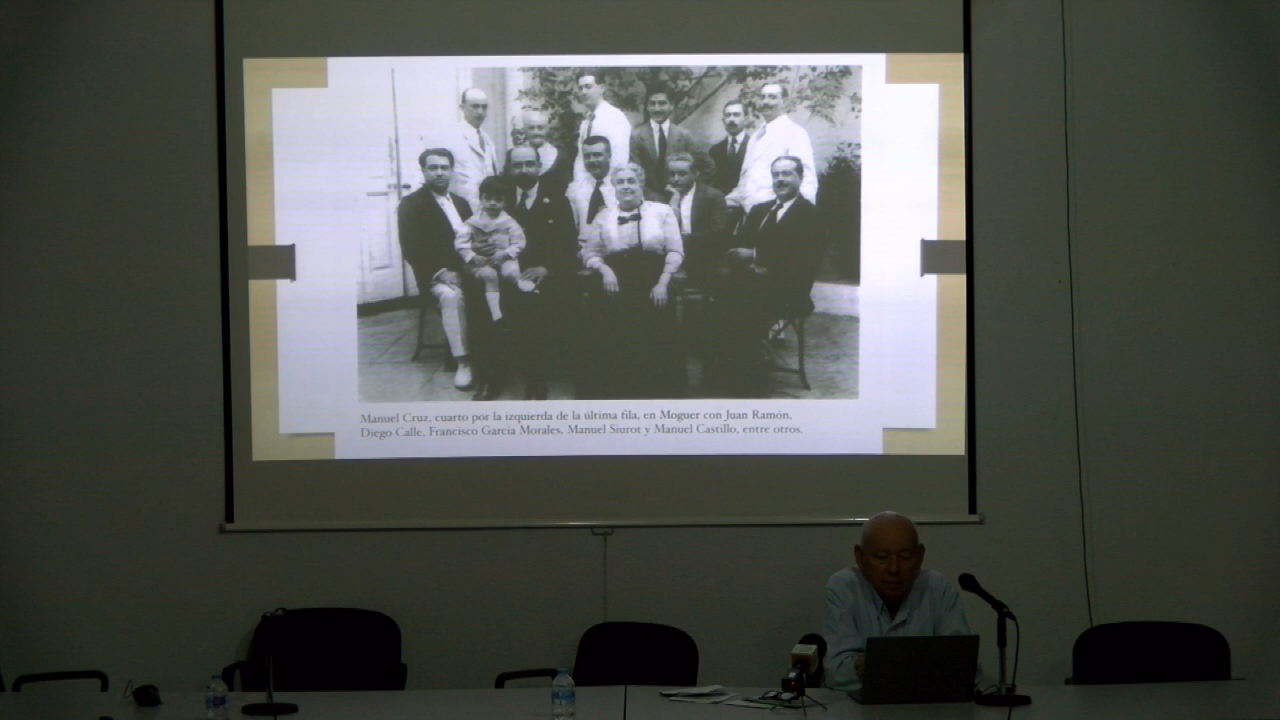 Manuel Cruz, cuarto por la izquierda de la última fila, en Moguer con Juan Ramón,
Diego Calle, Francisco García Morales, Manuel Siurot y Manuel Castillo, entre otros.